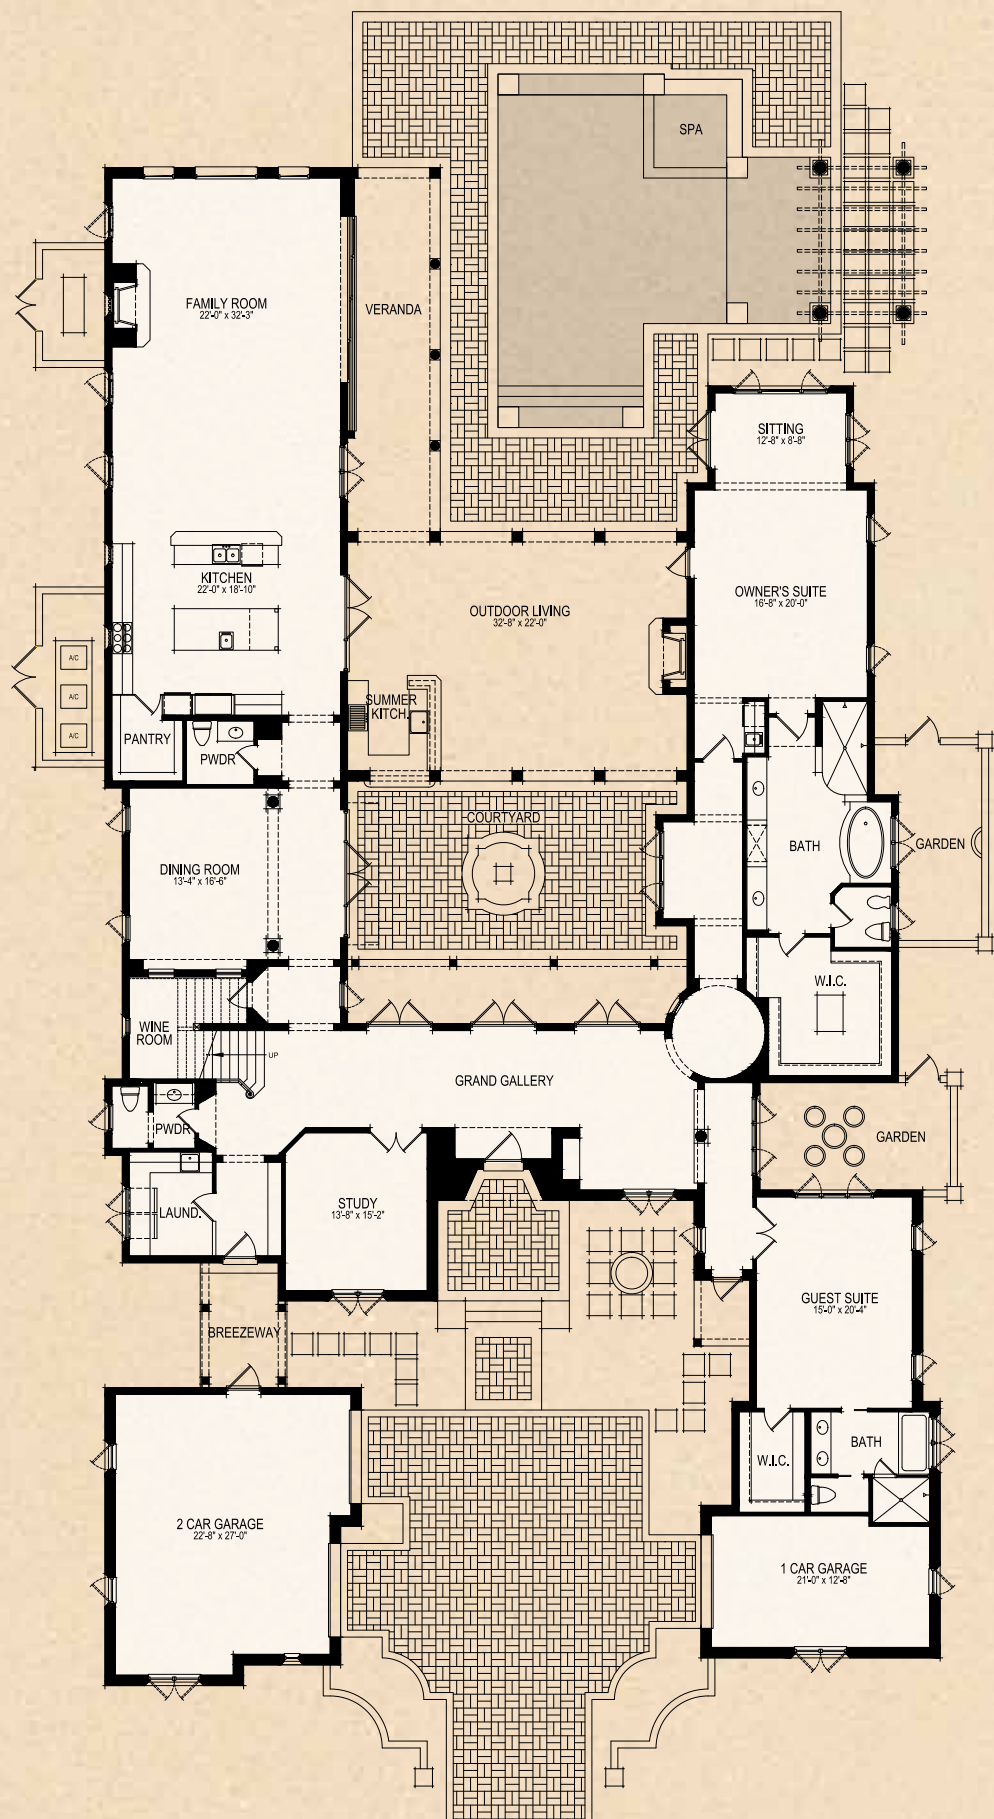 SPA
FAMILY ROOM
22'-0" x 32'-3"
VERANDA
SITTING
12'-8" x 8'-8"
KITCHEN
22'-0" x 18'-10"
OWNER'S SUITE
16'-8" x 20'-0"
OUTDOOR LIVING
32'-8" x 22'-0"
A/C
A/C
A/C
SUMMER
KITCH.
PANTRY
PWDR
COURTYARD
DINING ROOM
13'-4" x 16'-6"
BATH
GARDEN
W.I.C.
WINE
ROOM
UP
GRAND GALLERY
PWDR
GARDEN
LAUND.
STUDY
13'-8" x 15'-2"
GUEST SUITE
15'-0" x 20'-4"
BREEZEWAY
BATH
W.I.C.
2 CAR GARAGE
22'-8" x 27'-0"
1 CAR GARAGE
21'-0" x 12'-8"